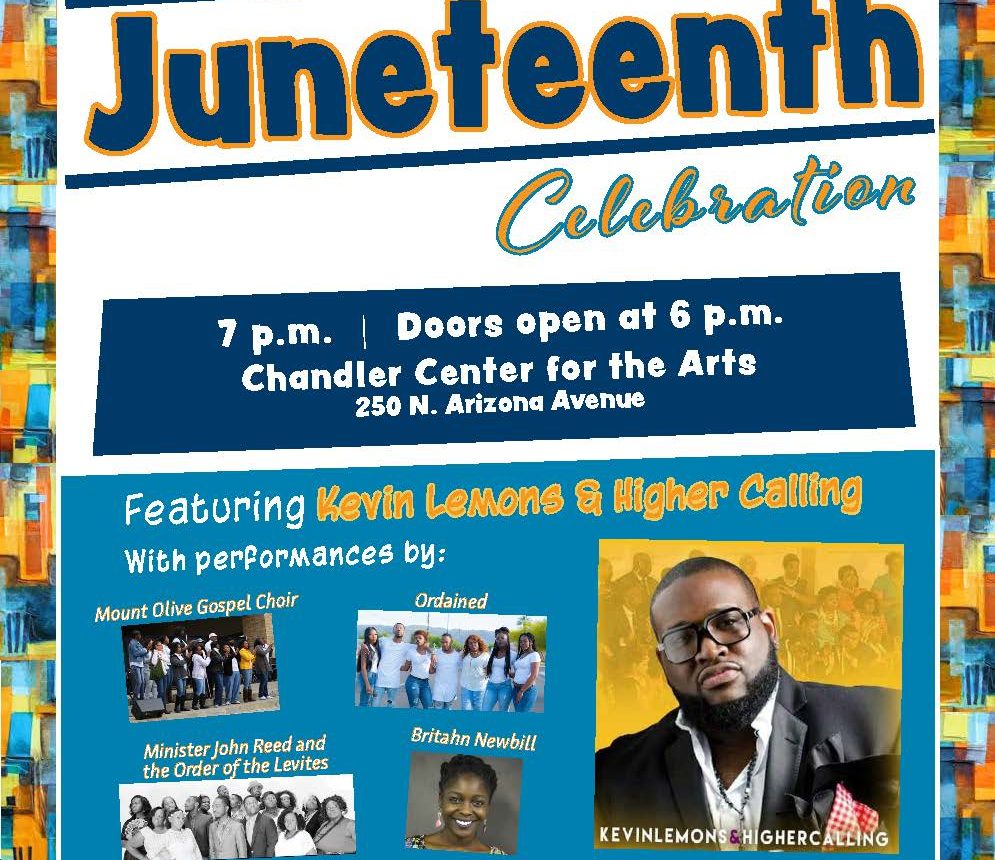 Juneteenth
Celebration
7 p.m. | Doors open at 6 p.m.
Chandler Center for the Arts
250 N. Arizona Avenue
Featuring Kevin Lemons & Higher Calling
With performances by:
Mount Olive Gospel Choir
Ordained
Minister John Reed and
the Order of the Levites
Britahn Newbill
KEVINLEMONS&HIGHERCALLING